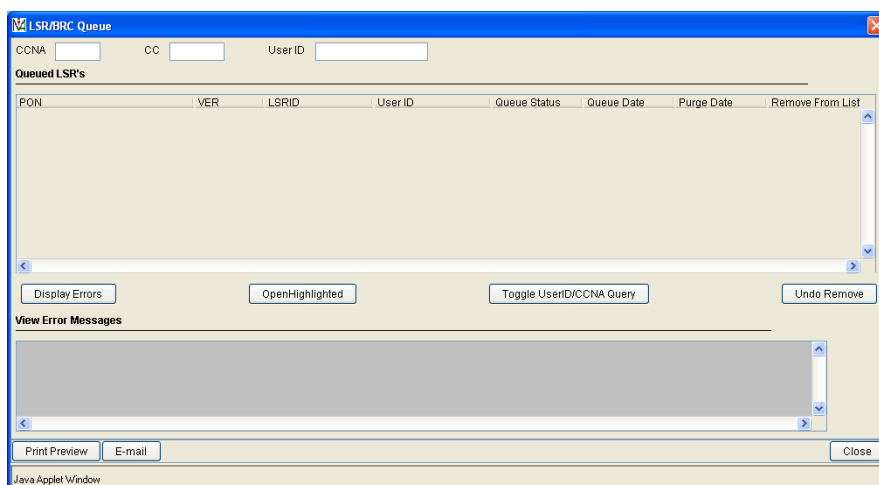 LSR/BRC Queue
CCNA CC User ID
Queued LSR's
PON VER LSRID User ID Queue Status Queue Date Purge Date Remove From List
Display Errors OpenHighlighted Toggle UserID/CCNA Query Undo Remove
View Error Messages
Print Preview E-mail Close
Java Applet Window